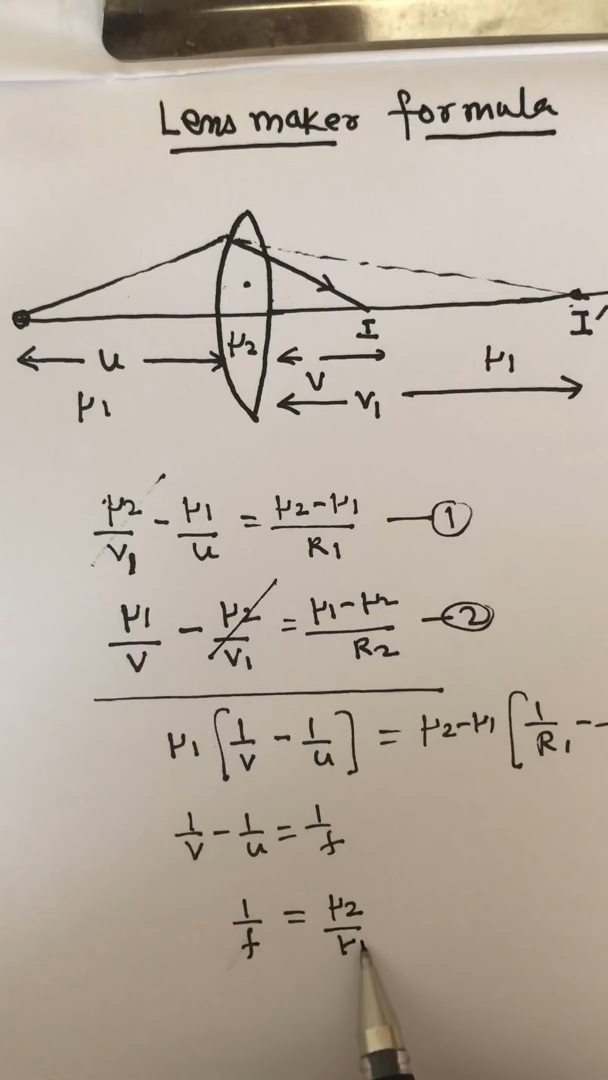 Lens maker formula
I I'
u μ2 v μ1
μ1 v1
μ2/v1 - μ1/u = μ2-μ1/R1 — ①
μ1/v - μ2/v1 = μ1-μ2/R2 — ②
μ1[1/v - 1/u] = μ2-μ1[1/R1 -
1/v - 1/u = 1/f
1/f = μ2/μ1